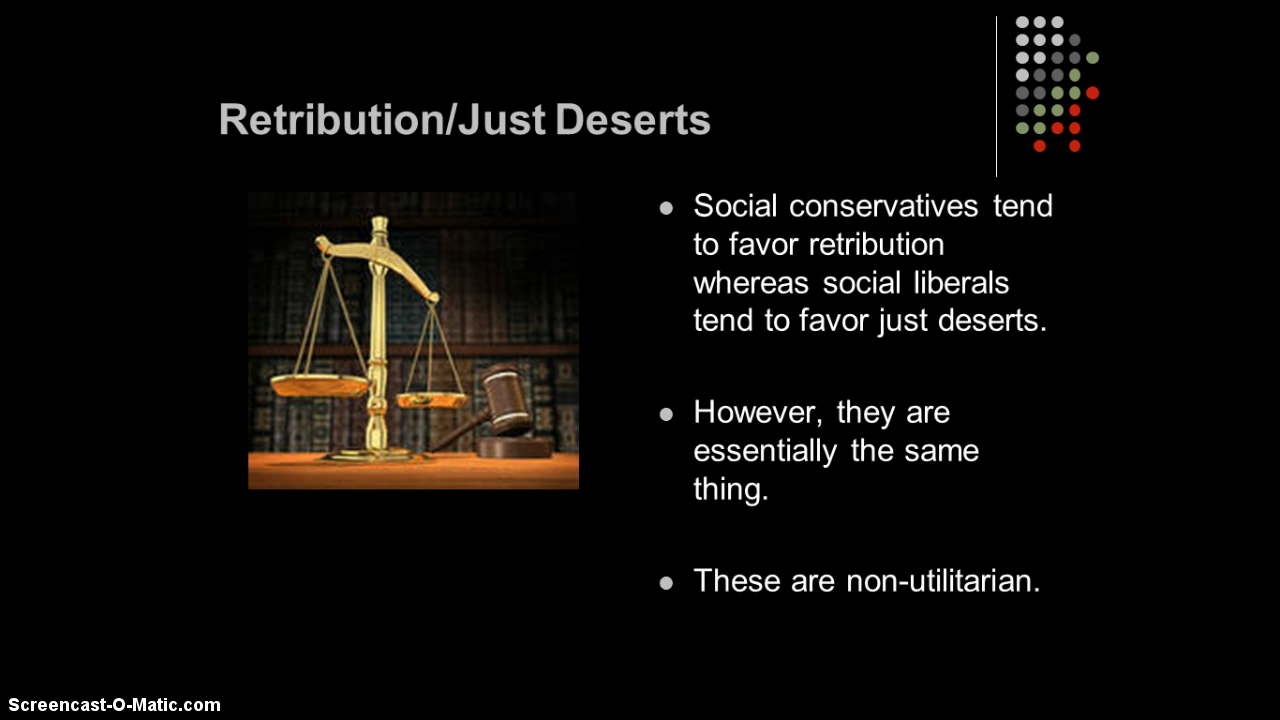 Retribution/Just Deserts
Social conservatives tend
to favor retribution
whereas social liberals
tend to favor just deserts.
However, they are
essentially the same
thing.
These are non-utilitarian.
Screencast-O-Matic.com